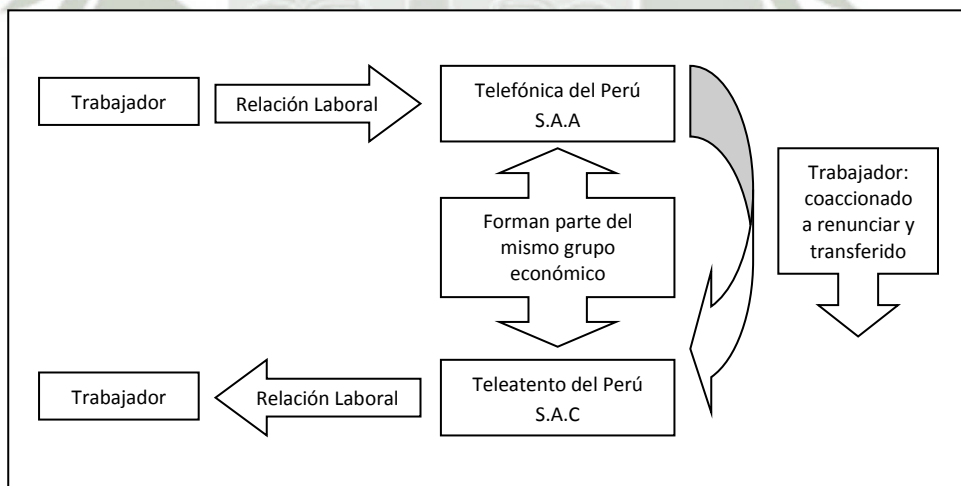 Trabajador
Relación Laboral
Telefónica del Perú
S.A.A
Trabajador:
coaccionado
a renunciar y
transferido
Forman parte del
mismo grupo
económico
Trabajador
Relación Laboral
Teleatento del Perú
S.A.C